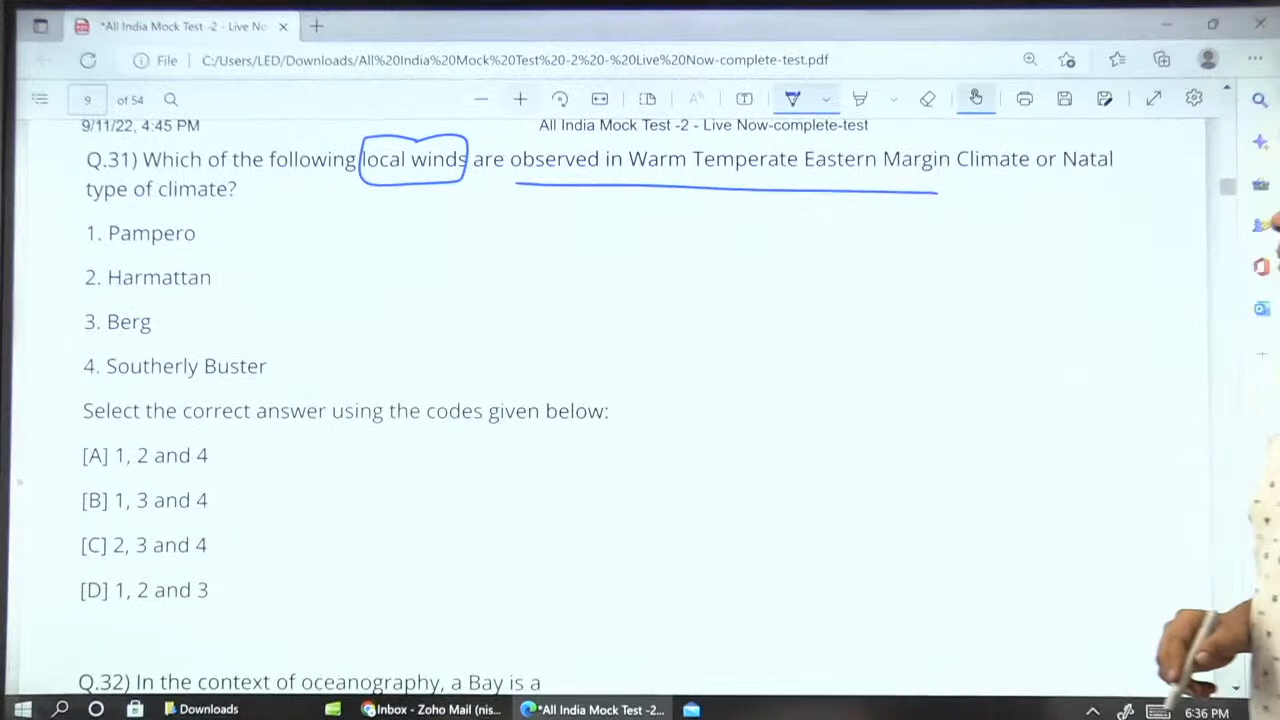 *All India Mock Test -2 - Live No
File C:/Users/LED/Downloads/All%20India%20Mock%20Test%20-2%20-%20Live%20Now-complete-test.pdf
9 of 54
9/11/22, 4:45 PM All India Mock Test -2 - Live Now-complete-test
Q.31) Which of the following local winds are observed in Warm Temperate Eastern Margin Climate or Natal
type of climate?
1. Pampero
2. Harmattan
3. Berg
4. Southerly Buster
Select the correct answer using the codes given below:
[A] 1, 2 and 4
[B] 1, 3 and 4
[C] 2, 3 and 4
[D] 1, 2 and 3
Q.32) In the context of oceanography, a Bay is a
Downloads Inbox - Zoho Mail (nis... *All India Mock Test -2... 6:36 PM